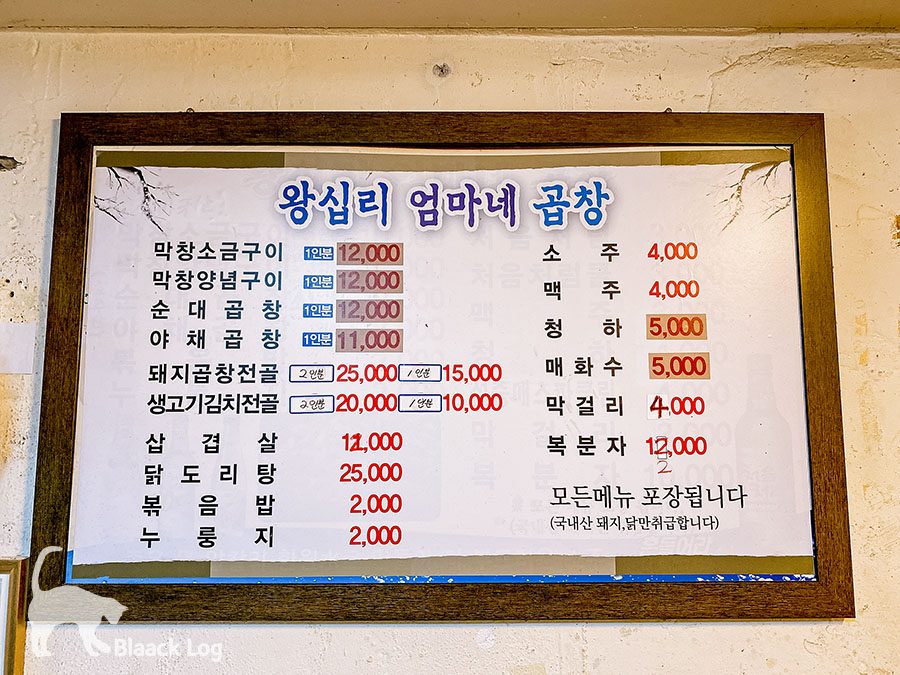 왕십리 엄마네 곱창
막창소금구이 1인분 12,000
막창양념구이 1인분 12,000
순대곱창 1인분 12,000
야채곱창 1인분 11,000
돼지곱창전골 2인분 25,000 1인분 15,000
생고기김치전골 2인분 20,000 1인분 10,000
삼겹살 12,000
닭도리탕 25,000
볶음밥 2,000
누룽지 2,000
소주 4,000
맥주 4,000
청하 5,000
매화수 5,000
막걸리 4,000
복분자 12,000
2
모든메뉴 포장됩니다
(국내산 돼지,닭만취급합니다)
Blaack Log